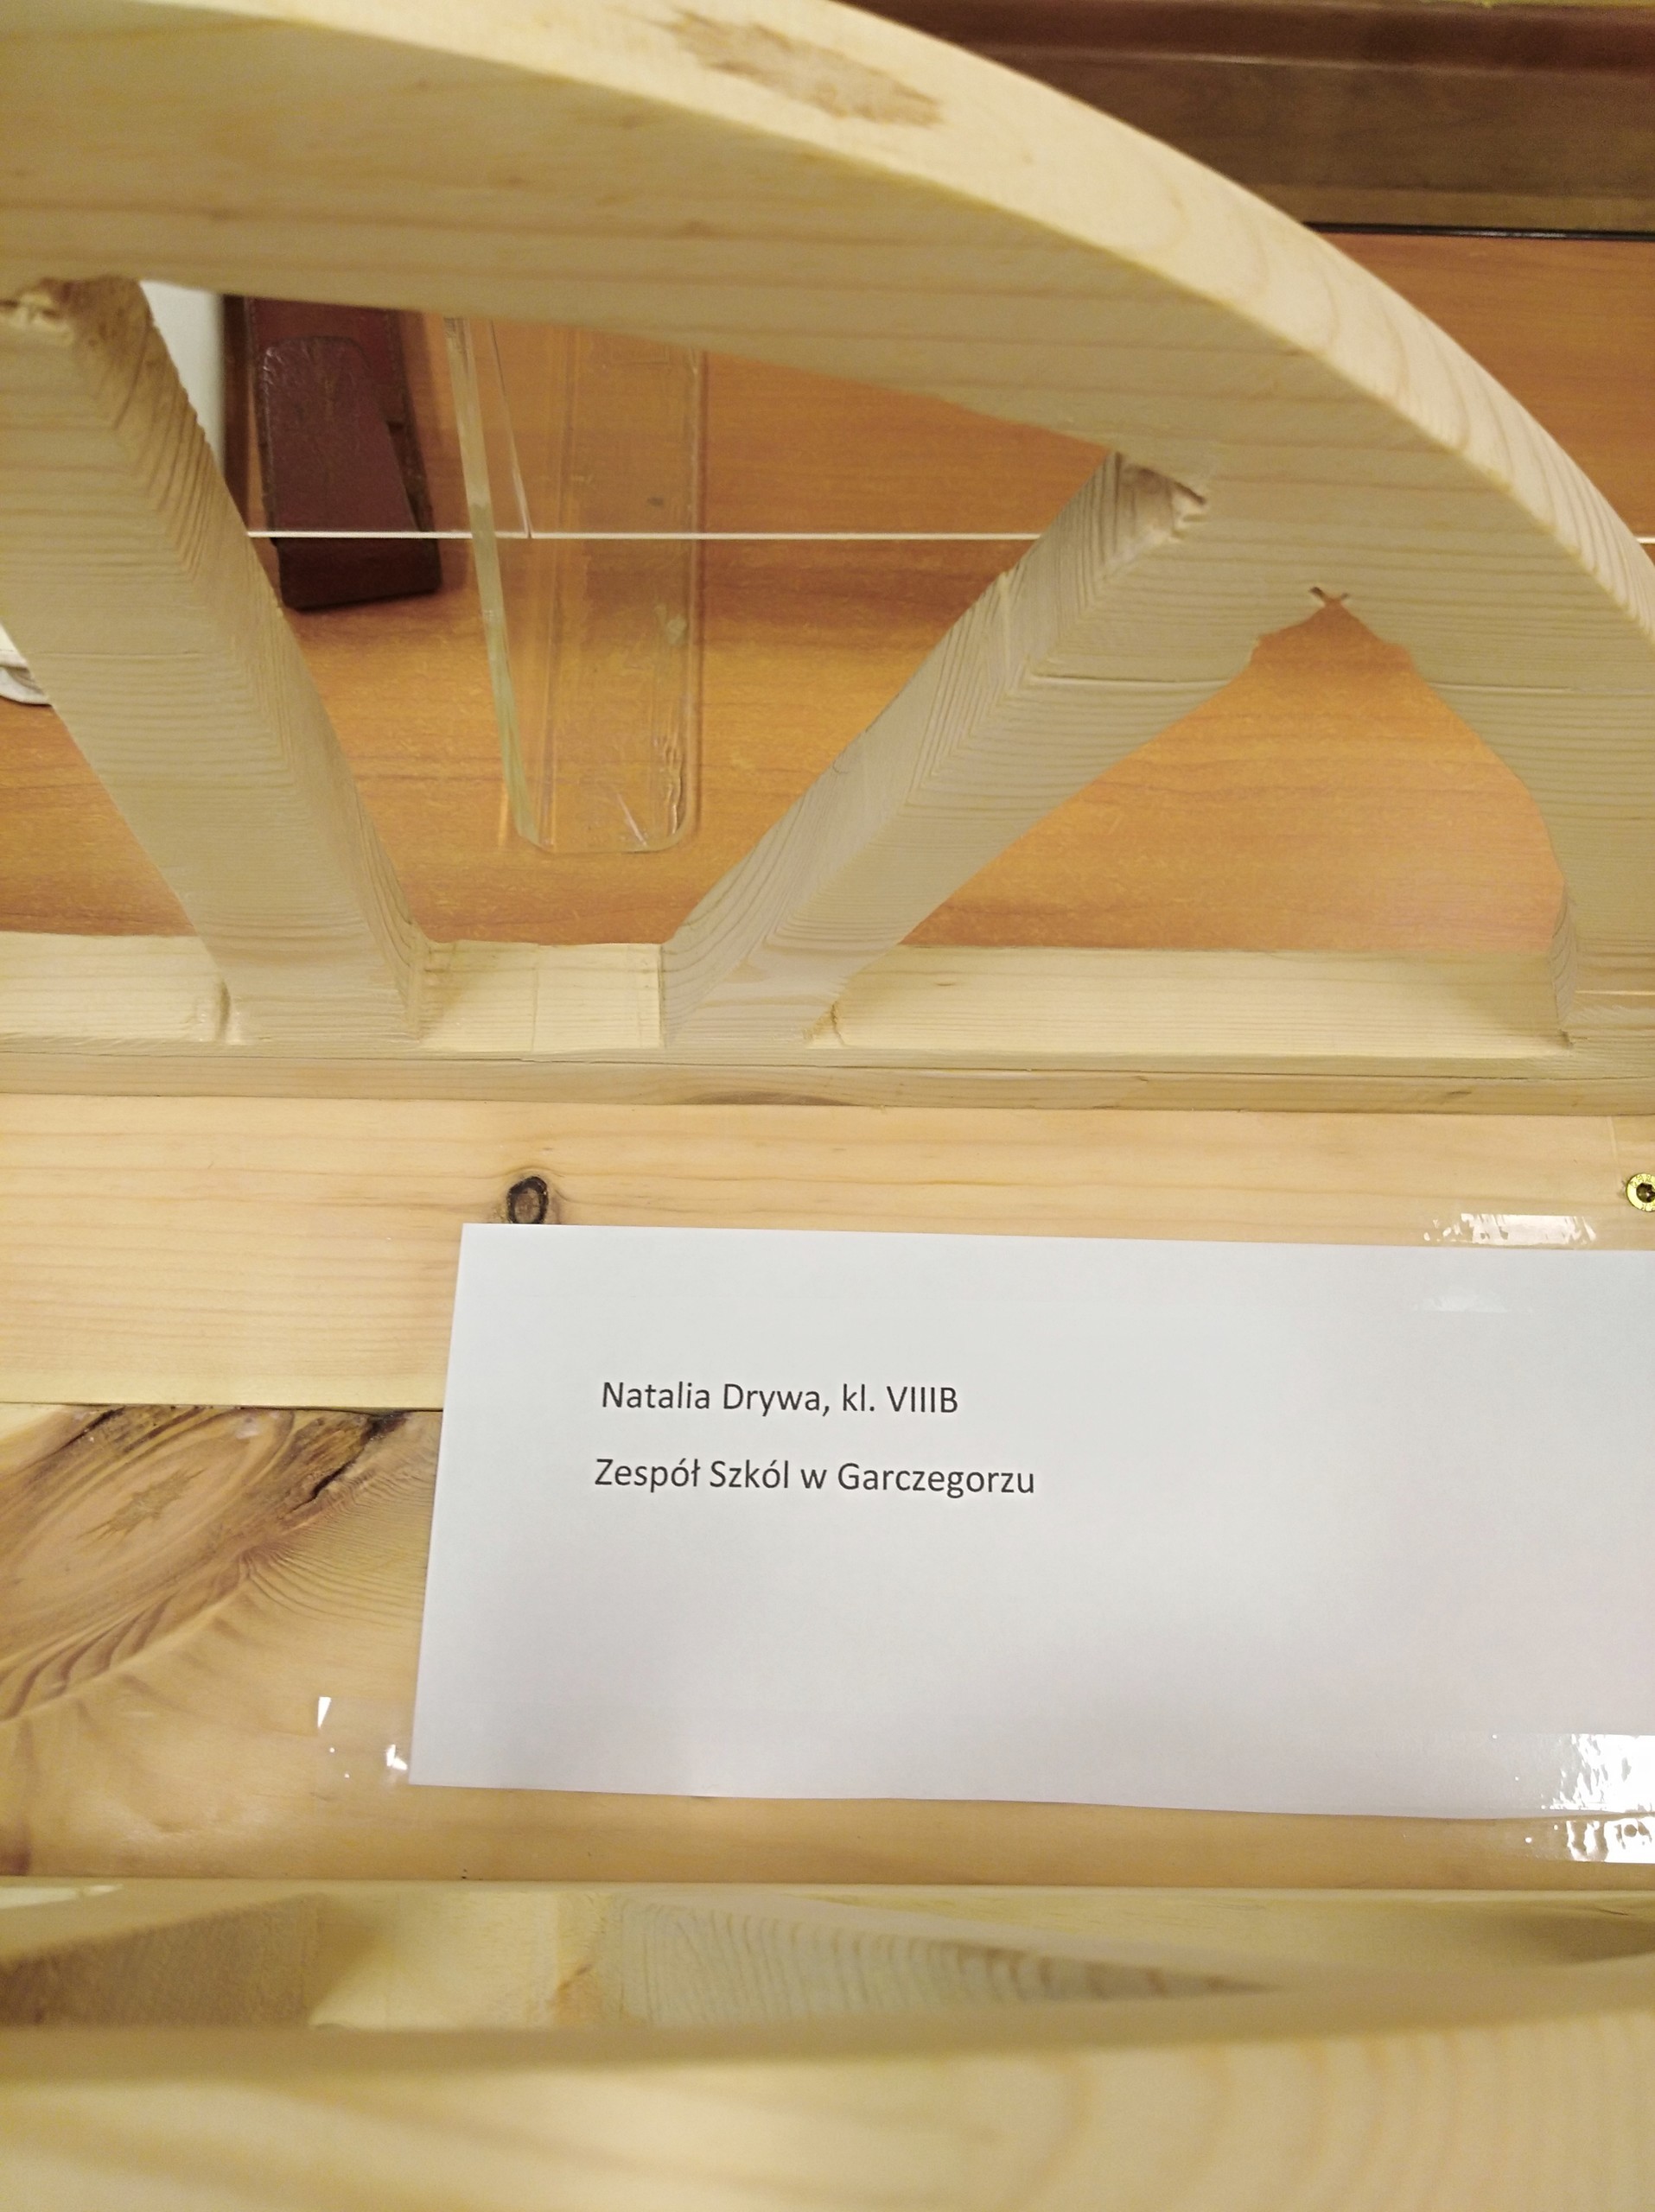 Natalia Drywa, kl. VIIIB
Zespół Szkól w Garczegorzu